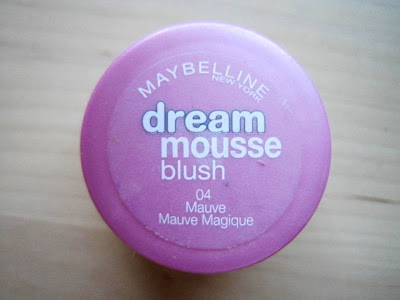 MAYBELLINE
NEW YORK
dream
mousse
blush
04
Mauve
Mauve Magique